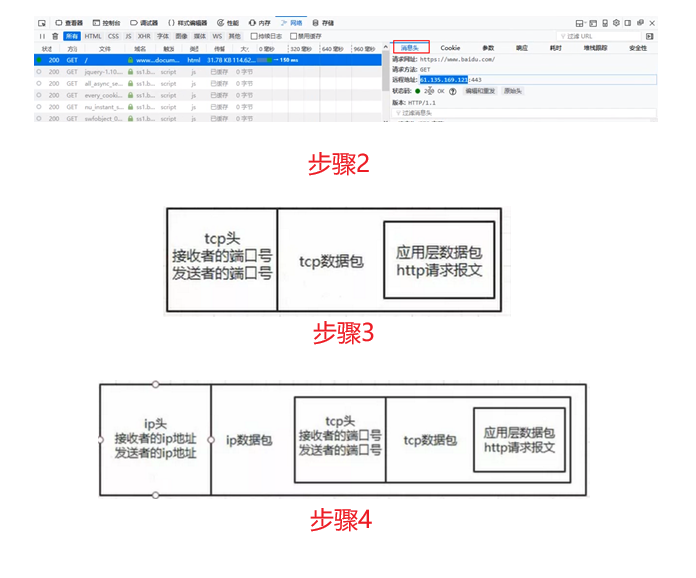 查看器 控制台 调试器 {} 样式编辑器 性能 内存 网络 存储
所有 HTML CSS JS XHR 字体 图像 媒体 WS 其他 持续日志 禁用缓存 过滤 URL
状态 方法 文件 域名 触发 类型 传输 大小 0 毫秒 320 毫秒 640 毫秒 960 毫秒
200 GET / www.... docum... html 31.78 KB 114.62... → 150 ms
200 GET jquery-1.10... ss1.b... script js 已缓存 0 字节
200 GET all_async_se... ss1.b... script js 已缓存 0 字节
200 GET every_cooki... ss1.b... script js 已缓存 0 字节
200 GET nu_instant_s... ss1.b... script js 已缓存 0 字节
200 GET swfobject_0... ss1.b... script js 已缓存 0 字节
消息头 Cookie 参数 响应 耗时 堆栈跟踪 安全性
请求网址: https://www.baidu.com/
请求方法: GET
远程地址: 61.135.169.121:443
状态码: 200 OK 编辑和重发 原始头
版本: HTTP/1.1
过滤消息头
步骤2
tcp头
接收者的端口号
发送者的端口号
tcp数据包
应用层数据包
http请求报文
步骤3
ip头
接收者的ip地址
发送者的ip地址
ip数据包
tcp头
接收者的端口号
发送者的端口号
tcp数据包
应用层数据包
http请求报文
步骤4